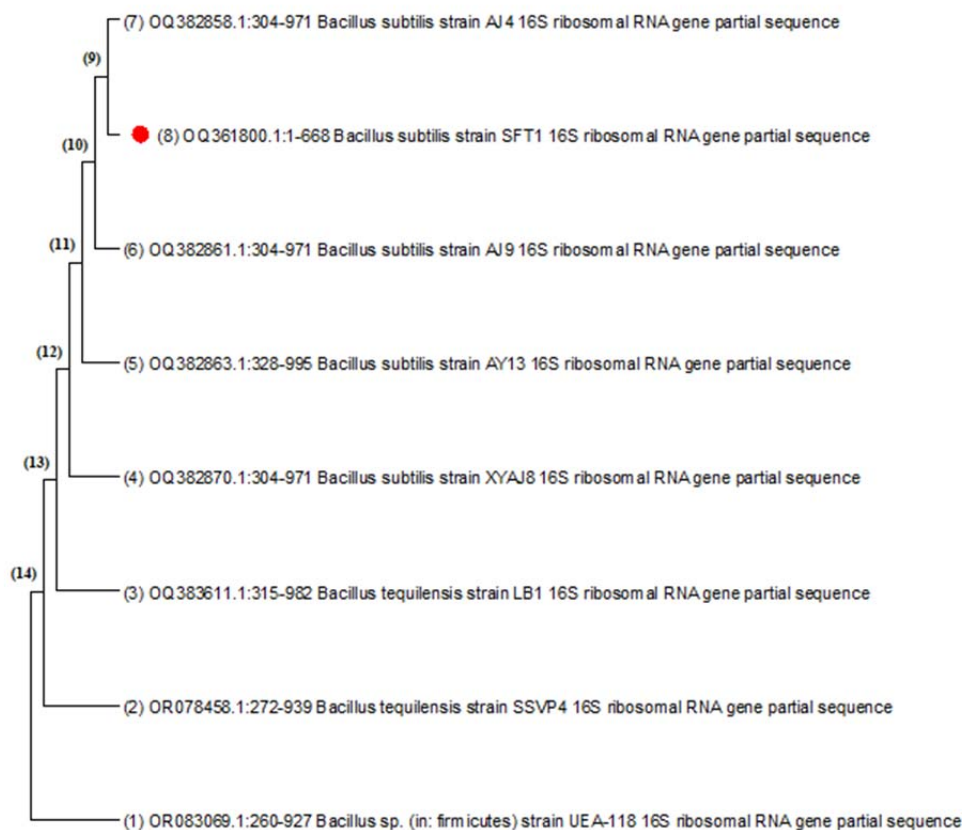 (7) OQ382858.1:304-971 Bacillus subtilis strain AJ4 16S ribosomal RNA gene partial sequence
(9)
(8) OQ361800.1:1-668 Bacillus subtilis strain SFT1 16S ribosomal RNA gene partial sequence
(10)
(6) OQ382861.1:304-971 Bacillus subtilis strain AJ9 16S ribosomal RNA gene partial sequence
(11)
(5) OQ382863.1:328-995 Bacillus subtilis strain AY13 16S ribosomal RNA gene partial sequence
(12)
(4) OQ382870.1:304-971 Bacillus subtilis strain XYAJ8 16S ribosomal RNA gene partial sequence
(13)
(3) OQ383611.1:315-982 Bacillus tequilensis strain LB1 16S ribosomal RNA gene partial sequence
(14)
(2) OR078458.1:272-939 Bacillus tequilensis strain SSVP4 16S ribosomal RNA gene partial sequence
(1) OR083069.1:260-927 Bacillus sp. (in: firmicutes) strain UEA-118 16S ribosomal RNA gene partial sequence